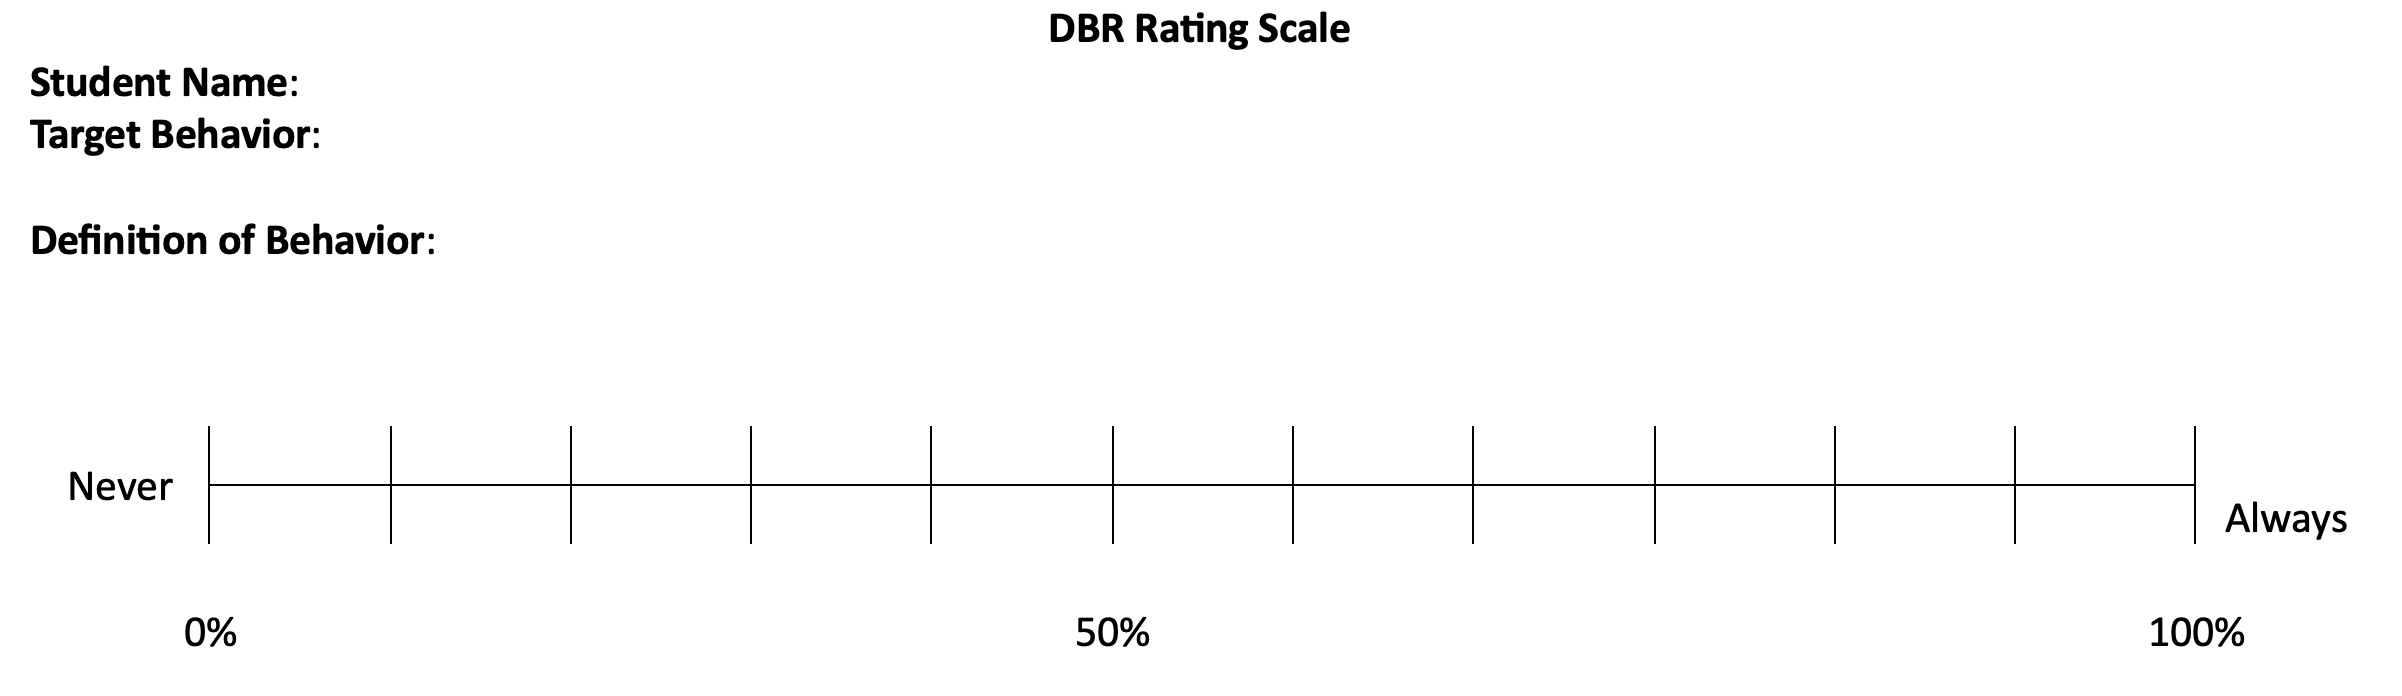 DBR Rating Scale
Student Name:
Target Behavior:
Definition of Behavior:
Never
Always
0% 50% 100%